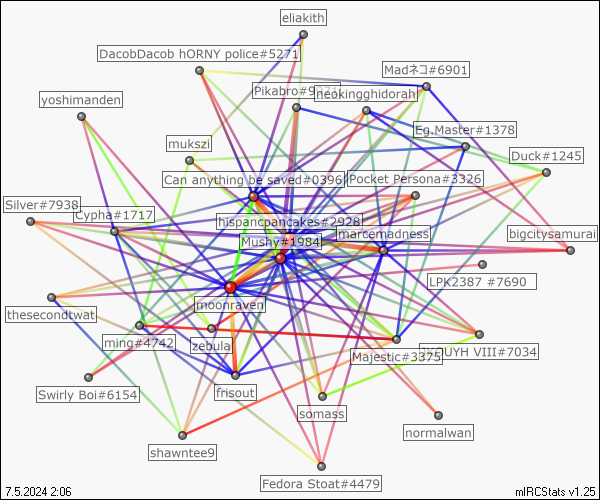 eliakith
DacobDacob hORNY police#5271
Madネコ#6901
Pikabro#9
neokingghidorah
yoshimanden
Eg.Master#1378
mukszi
Duck#1245
Can anything be saved#0396
Pocket Persona#3326
Silver#7938
Cypha#1717
hispancpancakes#2928
marcemadness
bigcitysamurai
Mushy#1984
LPK2387 #7690
moonraven
thesecondtwat
ming#4742
zebula
VIII#7034
Majestic#3375
Swirly Boi#6154
frisout
somass
normalwan
shawntee9
Fedora Stoat#4479
7.5.2024 2:06
mIRCStats v1.25